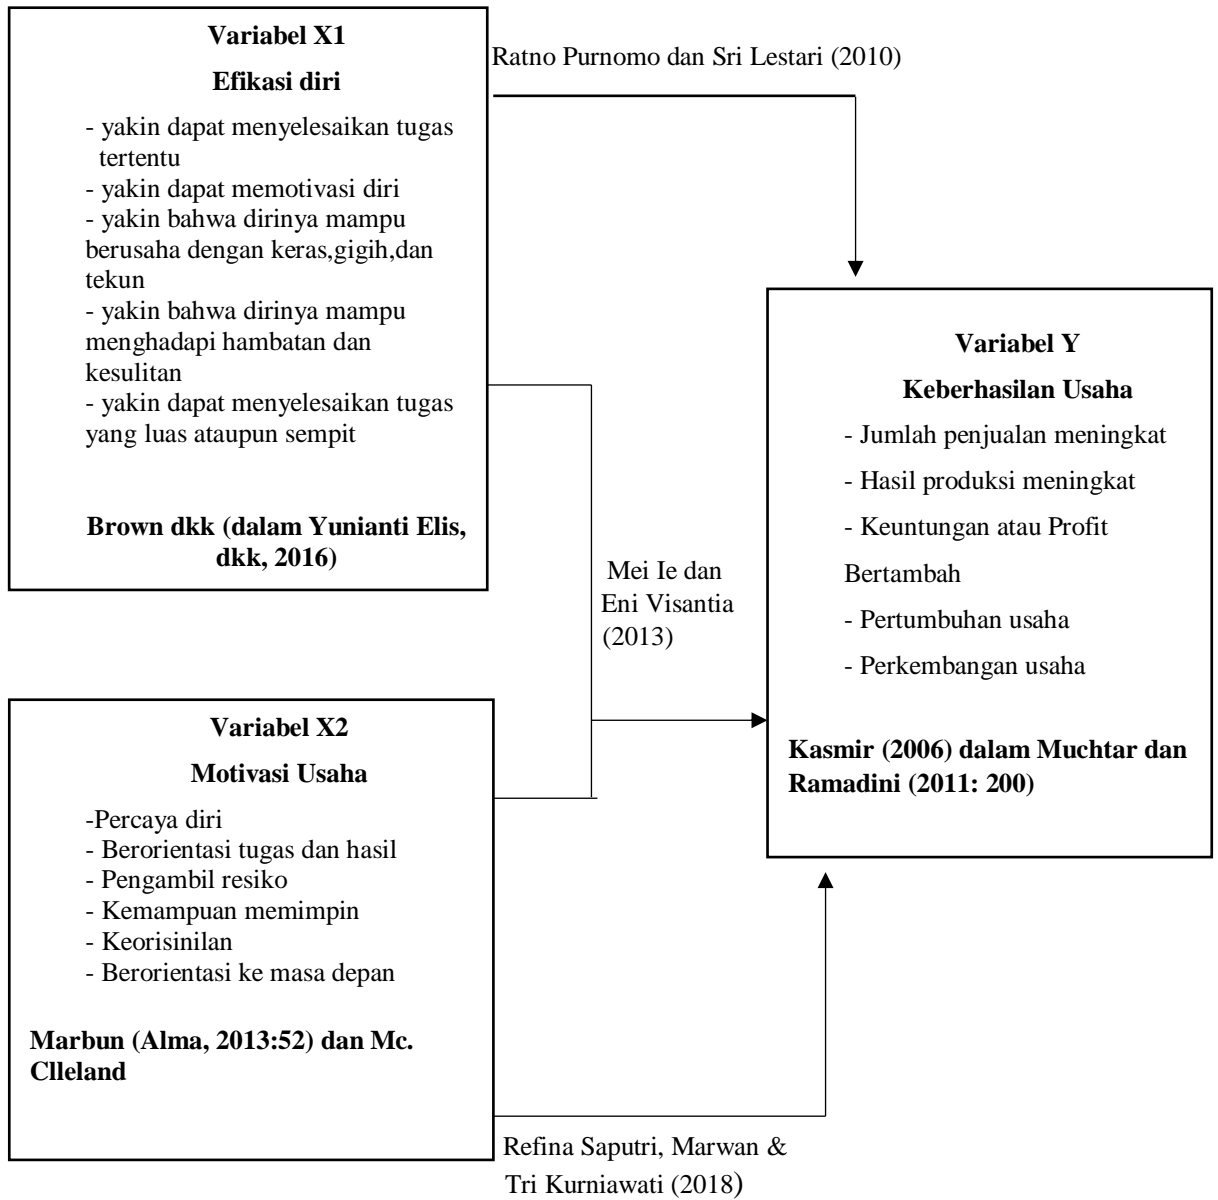 Variabel X1
Efikasi diri
- yakin dapat menyelesaikan tugas
tertentu
- yakin dapat memotivasi diri
- yakin bahwa dirinya mampu
berusaha dengan keras,gigih,dan
tekun
- yakin bahwa dirinya mampu
menghadapi hambatan dan
kesulitan
- yakin dapat menyelesaikan tugas
yang luas ataupun sempit
Brown dkk (dalam Yunianti Elis,
dkk, 2016)
Ratno Purnomo dan Sri Lestari (2010)
Mei Ie dan
Eni Visantia
(2013)
Variabel Y
Keberhasilan Usaha
- Jumlah penjualan meningkat
- Hasil produksi meningkat
- Keuntungan atau Profit
Bertambah
- Pertumbuhan usaha
- Perkembangan usaha
Kasmir (2006) dalam Muchtar dan
Ramadini (2011: 200)
Variabel X2
Motivasi Usaha
-Percaya diri
- Berorientasi tugas dan hasil
- Pengambil resiko
- Kemampuan memimpin
- Keorisinilan
- Berorientasi ke masa depan
Marbun (Alma, 2013:52) dan Mc.
Clleland
Refina Saputri, Marwan &
Tri Kurniawati (2018)